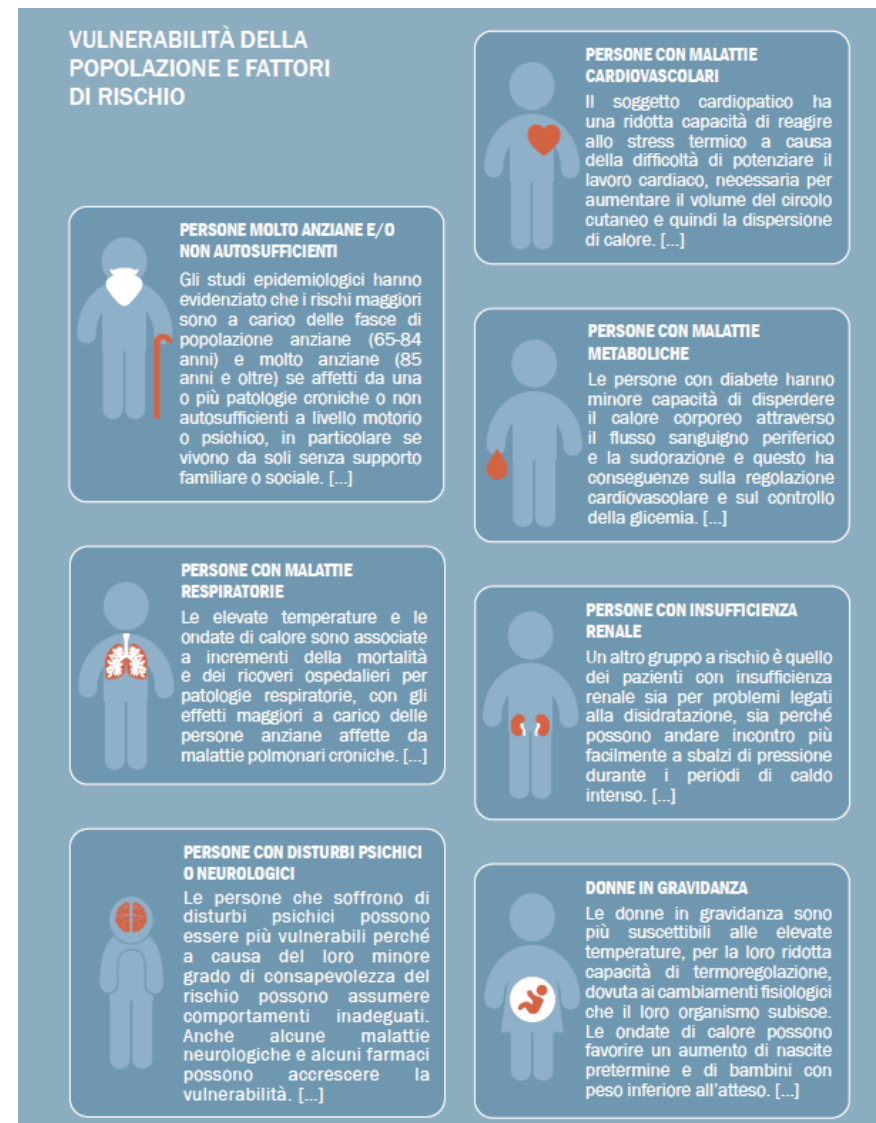 VULNERABILITÀ DELLA
POPOLAZIONE E FATTORI
DI RISCHIO
PERSONE MOLTO ANZIANE E/O
NON AUTOSUFFICIENTI
Gli studi epidemiologici hanno
evidenziato che i rischi maggiori
sono a carico delle fasce di
popolazione anziane (65-84
anni) e molto anziane (85
anni e oltre) se affetti da una
o più patologie croniche o non
autosufficienti a livello motorio
o psichico, in particolare se
vivono da soli senza supporto
familiare o sociale. [...]
PERSONE CON MALATTIE
RESPIRATORIE
Le elevate temperature e le
ondate di calore sono associate
a incrementi della mortalità
e dei ricoveri ospedalieri per
patologie respiratorie, con gli
effetti maggiori a carico delle
persone anziane affette da
malattie polmonari croniche. [...]
PERSONE CON DISTURBI PSICHICI
O NEUROLOGICI
Le persone che soffrono di
disturbi psichici possono
essere più vulnerabili perché
a causa del loro minore
grado di consapevolezza del
rischio possono assumere
comportamenti inadeguati.
Anche alcune malattie
neurologiche e alcuni farmaci
possono accrescere la
vulnerabilità. [...]
PERSONE CON MALATTIE
CARDIOVASCOLARI
Il soggetto cardiopatico ha
una ridotta capacità di reagire
allo stress termico a causa
della difficoltà di potenziare il
lavoro cardiaco, necessaria per
aumentare il volume del circolo
cutaneo e quindi la dispersione
di calore. [...]
PERSONE CON MALATTIE
METABOLICHE
Le persone con diabete hanno
minore capacità di disperdere
il calore corporeo attraverso
il flusso sanguigno periferico
e la sudorazione e questo ha
conseguenze sulla regolazione
cardiovascolare e sul controllo
della glicemia. [...]
PERSONE CON INSUFFICIENZA
RENALE
Un altro gruppo a rischio è quello
dei pazienti con insufficienza
renale sia per problemi legati
alla disidratazione, sia perché
possono andare incontro più
facilmente a sbalzi di pressione
durante i periodi di caldo
intenso. [...]
DONNE IN GRAVIDANZA
Le donne in gravidanza sono
più suscettibili alle elevate
temperature, per la loro ridotta
capacità di termoregolazione,
dovuta ai cambiamenti fisiologici
che il loro organismo subisce.
Le ondate di calore possono
favorire un aumento di nascite
pretermine e di bambini con
peso inferiore all'atteso. [...]